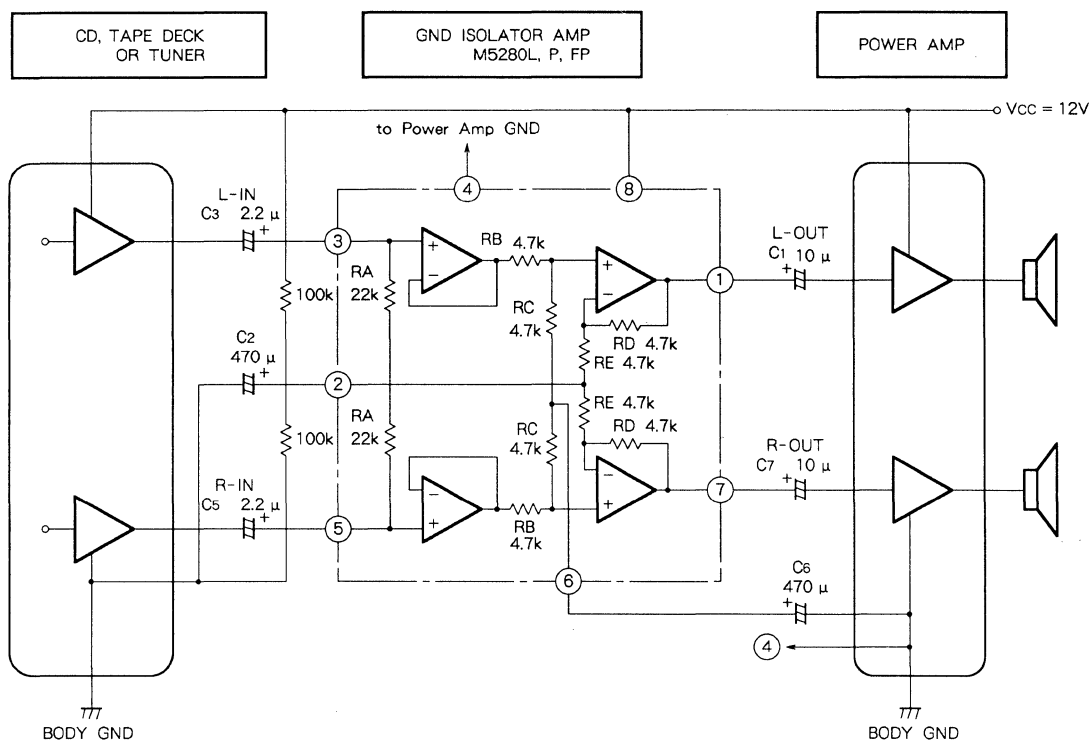 CD, TAPE DECK
OR TUNER
GND ISOLATOR AMP
M5280L, P, FP
POWER AMP
VCC = 12V
to Power Amp GND
4
8
L-IN
C3 2.2 μ
+
3
+
−
RB 4.7k
+
−
1
L-OUT
C1 10 μ
+
100k
RA
22k
RC
4.7k
RD 4.7k
RE 4.7k
C2
470 μ
+
2
100k
RA
22k
RC
4.7k
RE 4.7k
RD 4.7k
R-IN
C5 2.2 μ
+
5
−
+
RB
4.7k
−
+
7
R-OUT
C7 10 μ
+
6
C6
470 μ
+
4
BODY GND
BODY GND